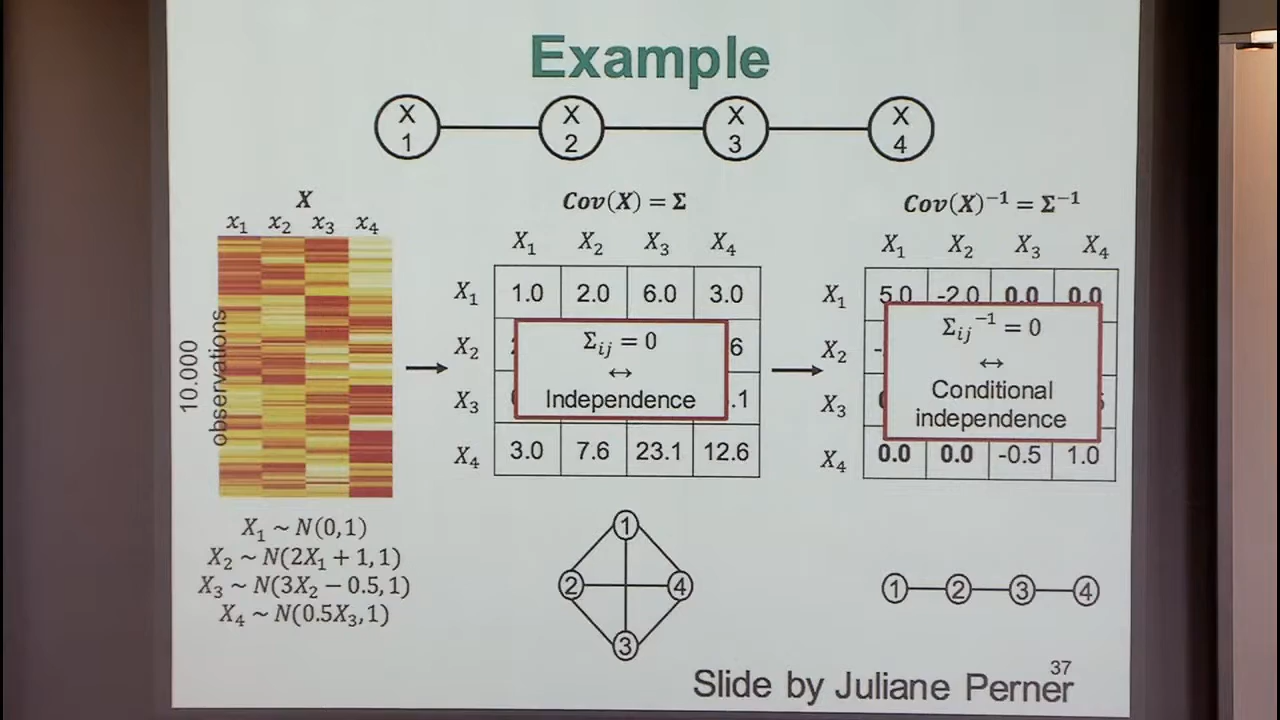 Example
X 1
X 2
X 3
X 4
X
x₁ x₂ x₃ x₄
10.000
observations
X₁ ~ N(0,1)
X₂ ~ N(2X₁ + 1, 1)
X₃ ~ N(3X₂ − 0.5, 1)
X₄ ~ N(0.5X₃, 1)
Cov(X) = Σ
X₁ X₂ X₃ X₄
X₁ 1.0 2.0 6.0 3.0
X₂ 6
X₃ .1
X₄ 3.0 7.6 23.1 12.6
Σᵢⱼ = 0
↔
Independence
1
2 4
3
Cov(X)⁻¹ = Σ⁻¹
X₁ X₂ X₃ X₄
X₁ 5.0 -2.0 0.0 0.0
X₂ -
X₃
X₄ 0.0 0.0 -0.5 1.0
Σᵢⱼ⁻¹ = 0
↔
Conditional
independence
1 2 3 4
37
Slide by Juliane Perner